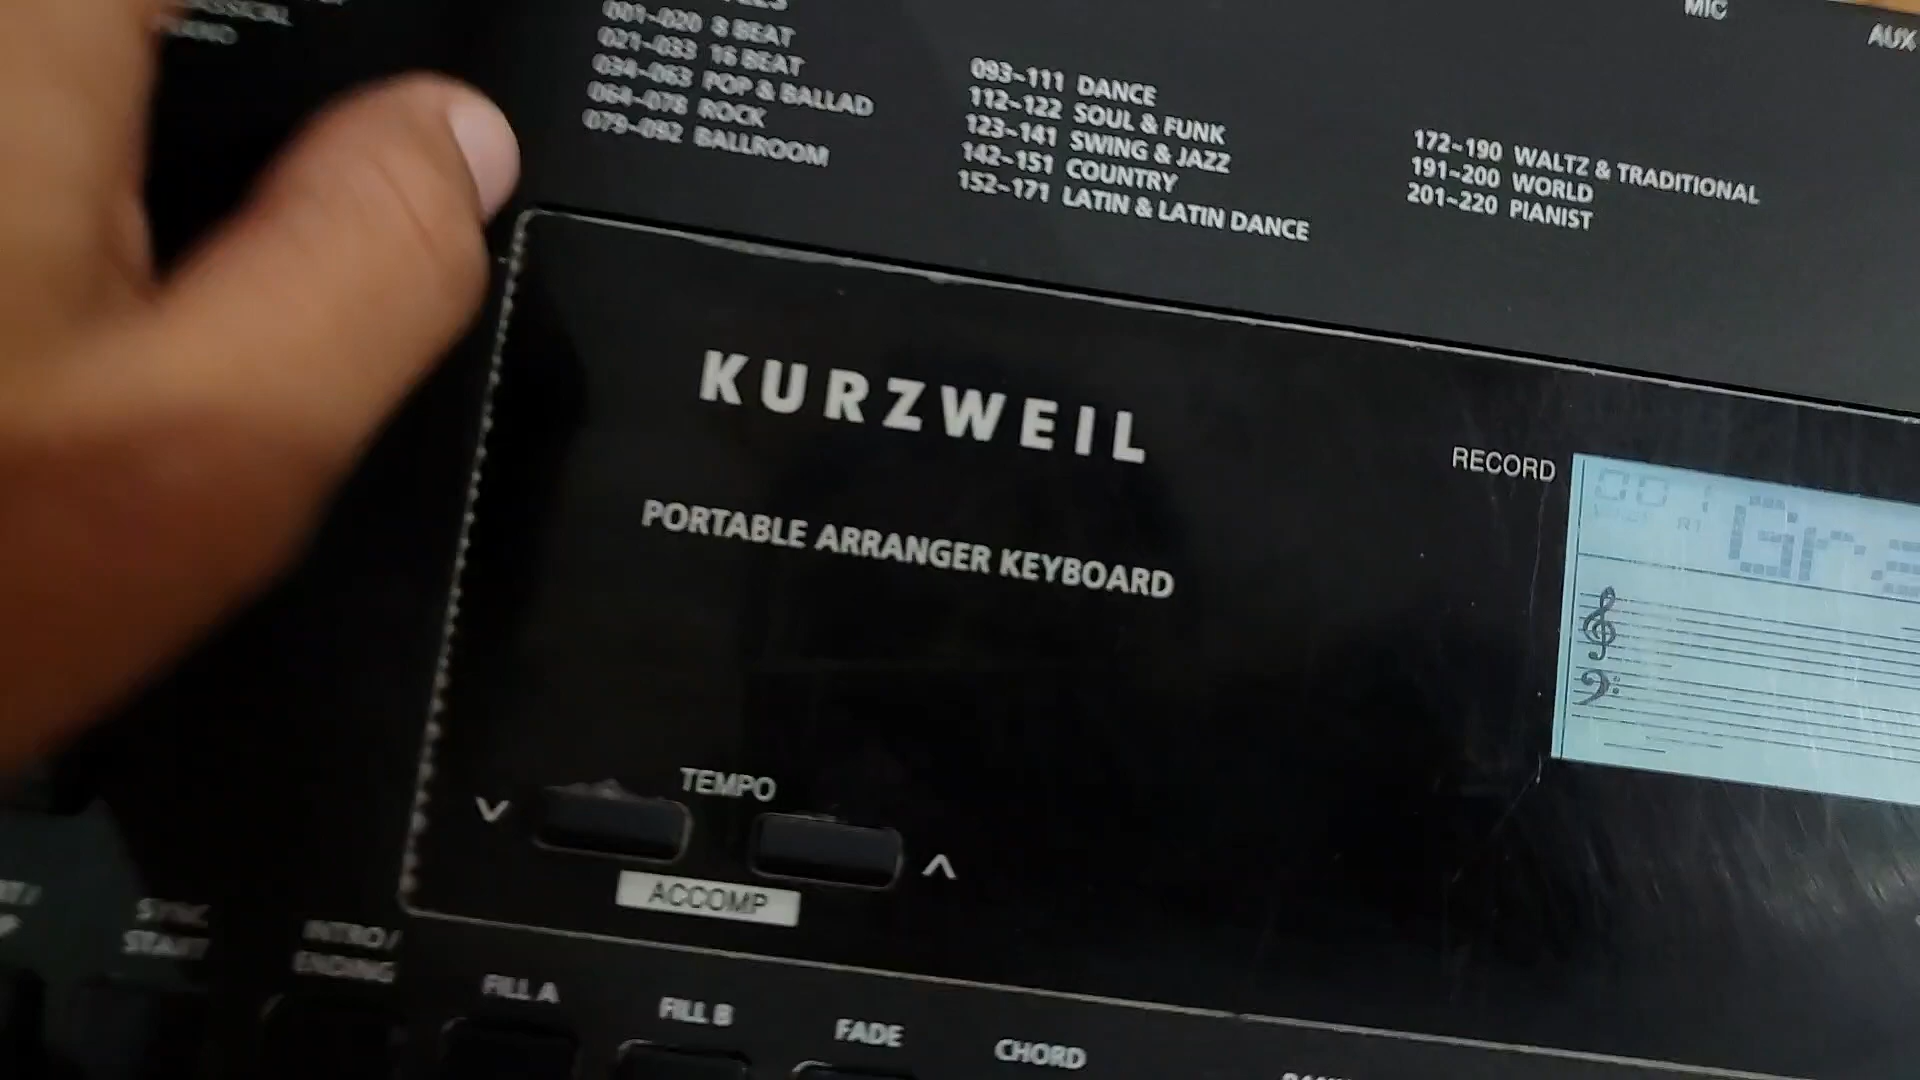 MIC
AUX
001~020 8 BEAT
021~033 16 BEAT
034~063 POP & BALLAD
064~078 ROCK
079~092 BALLROOM
093~111 DANCE
112~122 SOUL & FUNK
123~141 SWING & JAZZ
142~151 COUNTRY
152~171 LATIN & LATIN DANCE
172~190 WALTZ & TRADITIONAL
191~200 WORLD
201~220 PIANIST
KURZWEIL
PORTABLE ARRANGER KEYBOARD
RECORD
001
R1
TEMPO
ACCOMP
SYNC
START
INTRO /
ENDING
FILL A
FILL B
FADE
CHORD